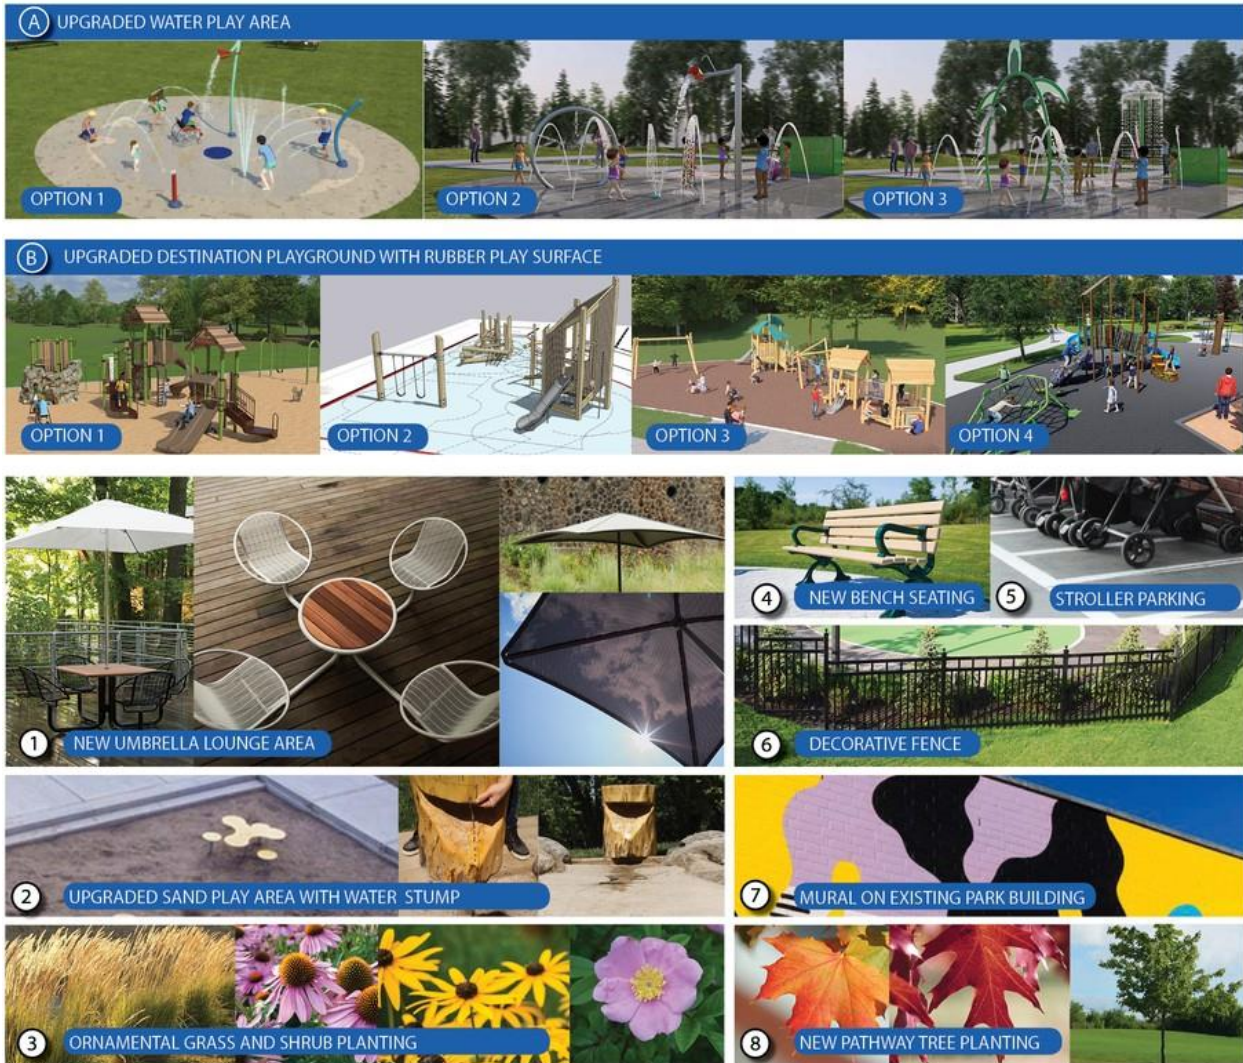 A UPGRADED WATER PLAY AREA
OPTION 1
OPTION 2
OPTION 3
B UPGRADED DESTINATION PLAYGROUND WITH RUBBER PLAY SURFACE
OPTION 1
OPTION 2
OPTION 3
OPTION 4
1 NEW UMBRELLA LOUNGE AREA
4 NEW BENCH SEATING
5 STROLLER PARKING
6 DECORATIVE FENCE
2 UPGRADED SAND PLAY AREA WITH WATER STUMP
7 MURAL ON EXISTING PARK BUILDING
3 ORNAMENTAL GRASS AND SHRUB PLANTING
8 NEW PATHWAY TREE PLANTING